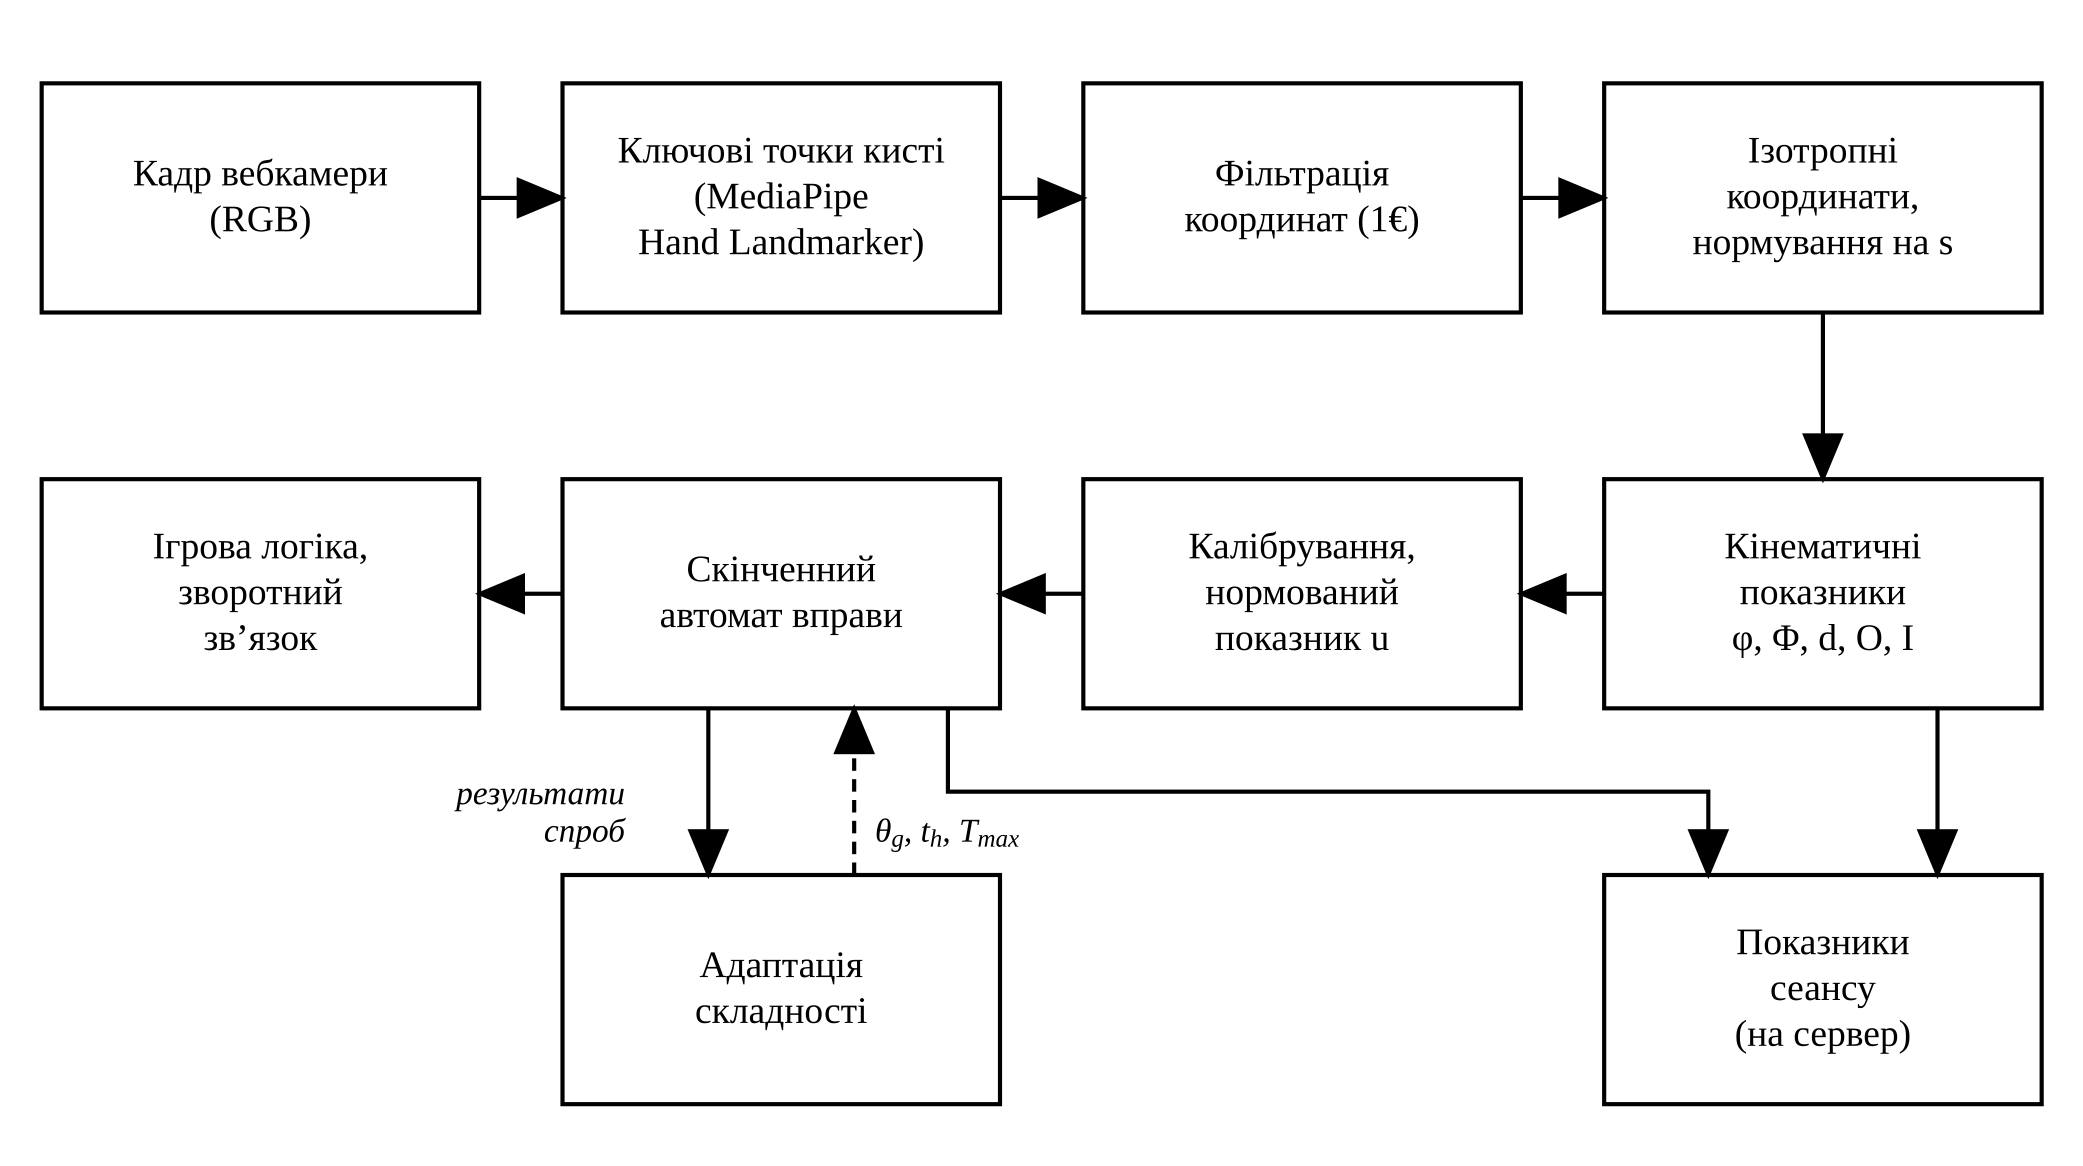 Кадр вебкамери
(RGB)
Ключові точки кисті
(MediaPipe
Hand Landmarker)
Фільтрація
координат (1€)
Ізотропні
координати,
нормування на s
Ігрова логіка,
зворотний
зв’язок
Скінченний
автомат вправи
Калібрування,
нормований
показник u
Кінематичні
показники
φ, Φ, d, O, I
результати
спроб
θg, th, Tmax
Адаптація
складності
Показники
сеансу
(на сервер)